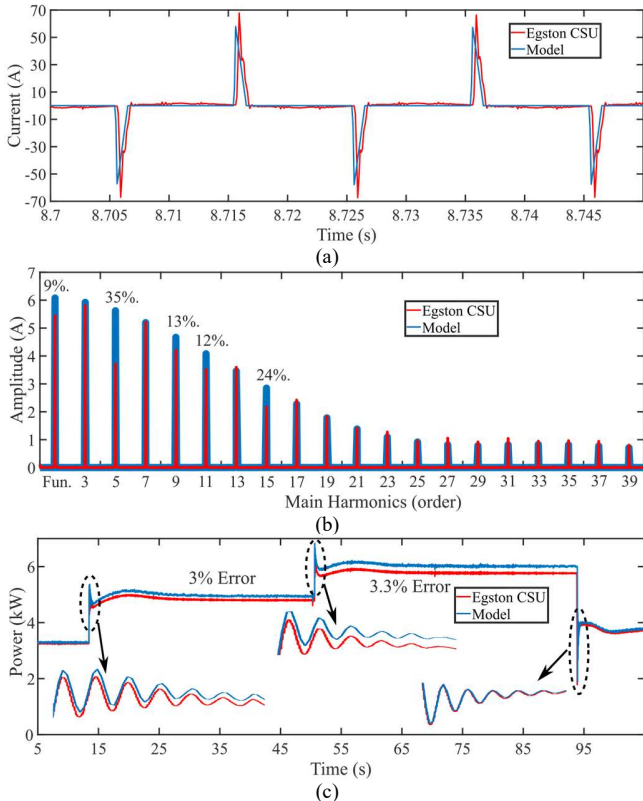 70
50
30
10
-10
-30
-50
-70
Current (A)
Egston CSU
Model
8.7 8.705 8.71 8.715 8.72 8.725 8.73 8.735 8.74 8.745
Time (s)
(a)
7
6
5
4
3
2
1
0
Amplitude (A)
9%. 35%. 13%. 12%. 24%.
Egston CSU
Model
Fun. 3 5 7 9 11 13 15 17 19 21 23 25 27 29 31 33 35 37 39
Main Harmonics (order)
(b)
6
4
2
0
Power (kW)
3% Error
3.3% Error
Egston CSU
Model
5 15 25 35 45 55 65 75 85 95
Time (s)
(c)